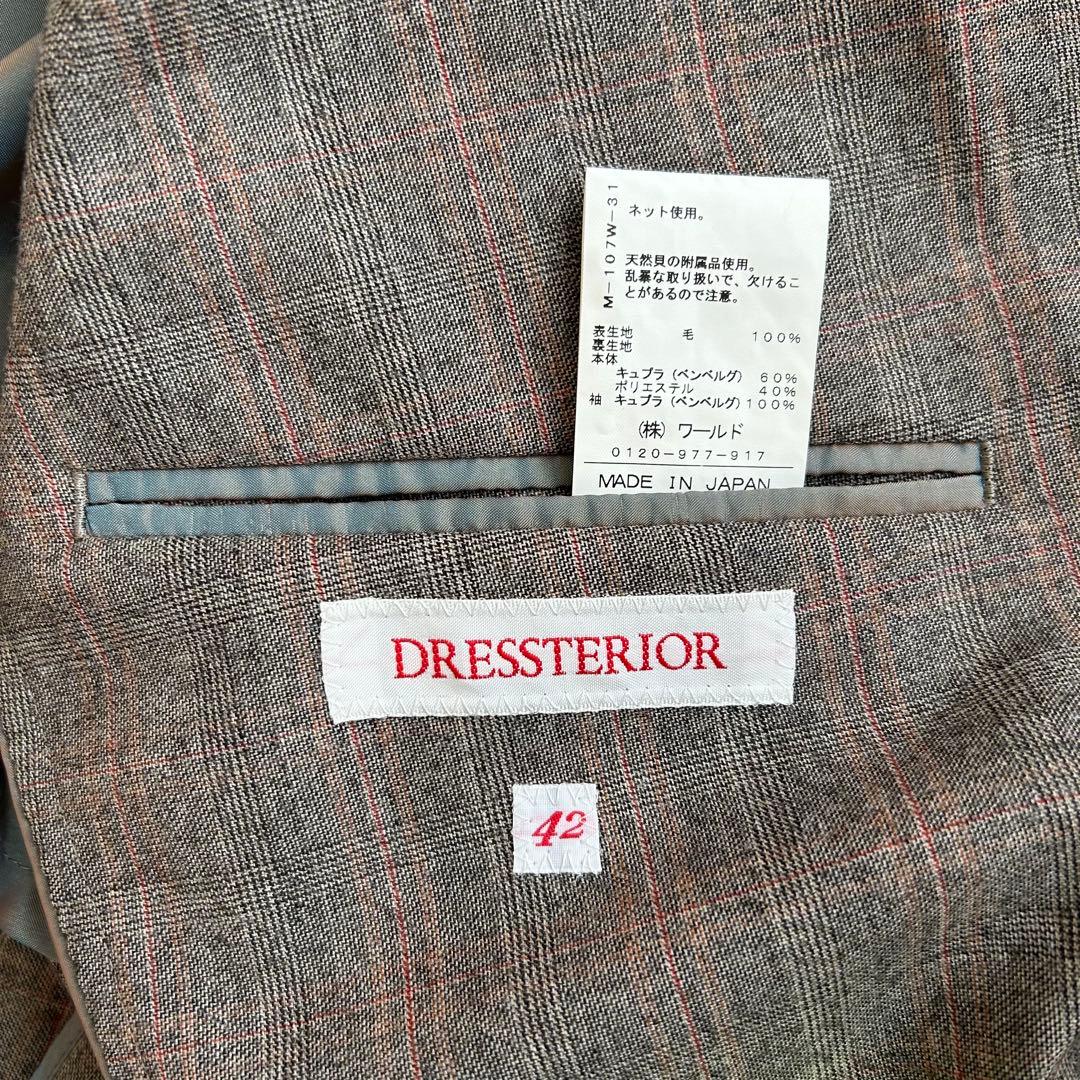 M-107W-31
ネット使用。
天然貝の附属品使用。
乱暴な取り扱いで、欠けるこ
とがあるので注意。
表生地 毛 100%
裏生地
本体
キュプラ(ベンベルグ) 60%
ポリエステル 40%
袖 キュプラ(ベンベルグ)100%
(株)ワールド
0120-977-917
MADE IN JAPAN
DRESSTERIOR
42